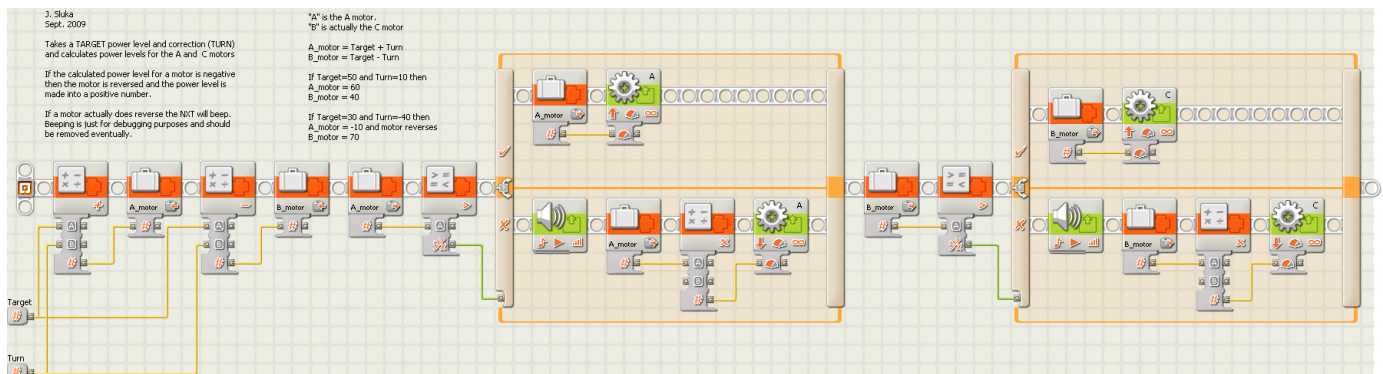 J. Sluka
Sept. 2009
Takes a TARGET power level and correction (TURN)
and calculates power levels for the A and C motors
If the calculated power level for a motor is negative
then the motor is reversed and the power level is
made into a positive number.
If a motor actually does reverse the NXT will beep.
Beeping is just for debugging purposes and should
be removed eventually.
"A" is the A motor.
"B" is actually the C motor
A_motor = Target + Turn
B_motor = Target - Turn
If Target=50 and Turn=10 then
A_motor = 60
B_motor = 40
If Target=30 and Turn=-40 then
A_motor = -10 and motor reverses
B_motor = 70
A_motor
B_motor
A_motor
A
A_motor
A
A_motor
B_motor
C
B_motor
C
B_motor
A
B
A
B
A
A
B
A
A
B
Target
Turn